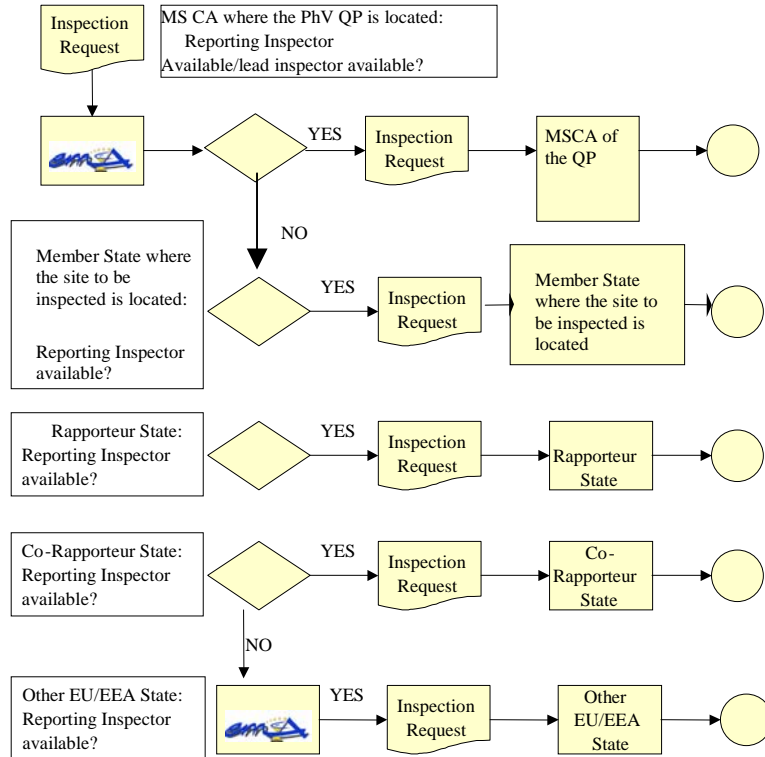 Inspection
Request
MS CA where the PhV QP is located:
Reporting Inspector
Available/lead inspector available?
YES
Inspection
Request
MSCA of
the QP
NO
Member State where
the site to be
inspected is located:
Reporting Inspector
available?
YES
Inspection
Request
Member State
where the site to
be inspected is
located
Rapporteur State:
Reporting Inspector
available?
YES
Inspection
Request
Rapporteur
State
Co-Rapporteur State:
Reporting Inspector
available?
YES
Inspection
Request
Co-
Rapporteur
State
NO
Other EU/EEA State:
Reporting Inspector
available?
YES
Inspection
Request
Other
EU/EEA
State